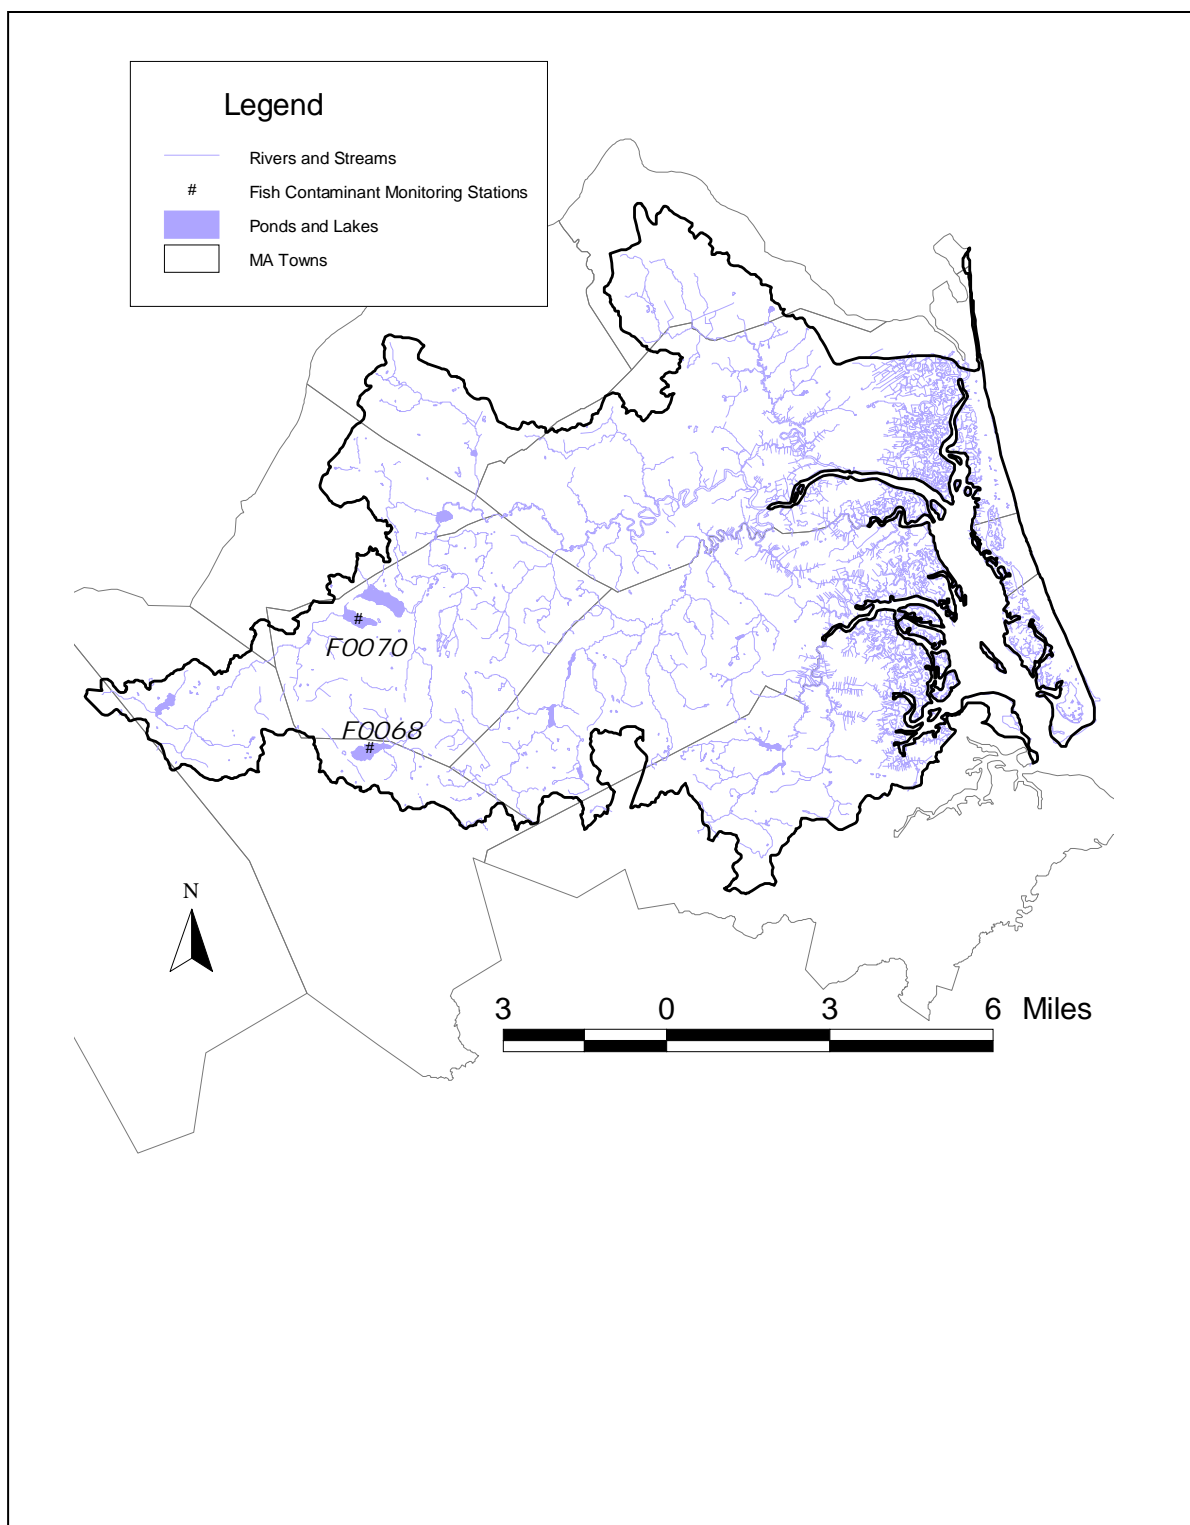 Legend
Rivers and Streams
# Fish Contaminant Monitoring Stations
Ponds and Lakes
MA Towns
#
F0070
F0068
#
N
3 0 3 6 Miles